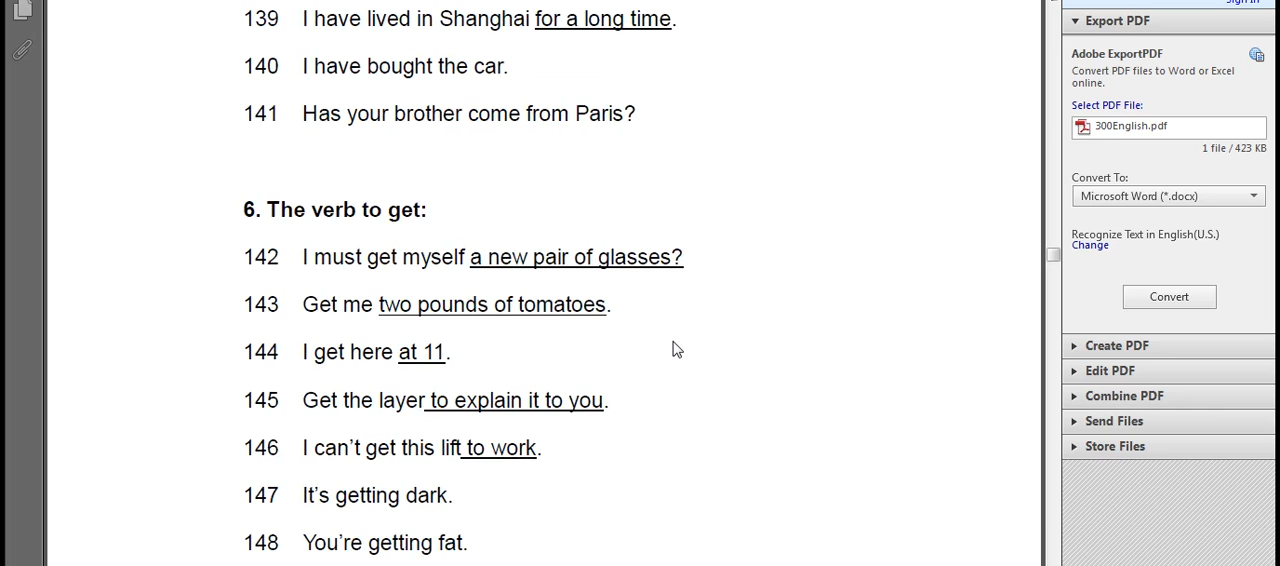 139 I have lived in Shanghai for a long time.
140 I have bought the car.
141 Has your brother come from Paris?
6. The verb to get:
142 I must get myself a new pair of glasses?
143 Get me two pounds of tomatoes.
144 I get here at 11.
145 Get the layer to explain it to you.
146 I can’t get this lift to work.
147 It’s getting dark.
148 You’re getting fat.
Sign In
Export PDF
Adobe ExportPDF
Convert PDF files to Word or Excel
online.
Select PDF File:
300English.pdf
1 file / 423 KB
Convert To:
Microsoft Word (*.docx)
Recognize Text in English(U.S.)
Change
Convert
Create PDF
Edit PDF
Combine PDF
Send Files
Store Files